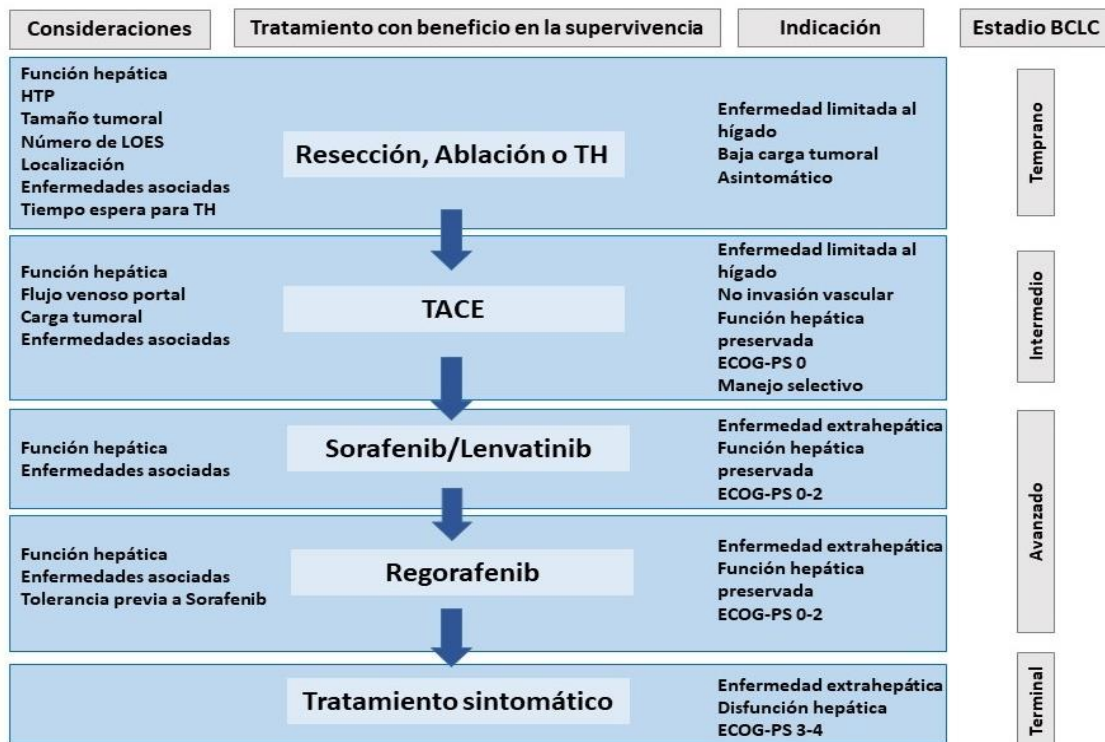 Consideraciones
Tratamiento con beneficio en la supervivencia
Indicación
Estadio BCLC
Función hepática
HTP
Tamaño tumoral
Número de LOES
Localización
Enfermedades asociadas
Tiempo espera para TH
Resección, Ablación o TH
Enfermedad limitada al
hígado
Baja carga tumoral
Asintomático
Temprano
Función hepática
Flujo venoso portal
Carga tumoral
Enfermedades asociadas
TACE
Enfermedad limitada al
hígado
No invasión vascular
Función hepática
preservada
ECOG-PS 0
Manejo selectivo
Intermedio
Función hepática
Enfermedades asociadas
Sorafenib/Lenvatinib
Enfermedad extrahepática
Función hepática
preservada
ECOG-PS 0-2
Avanzado
Función hepática
Enfermedades asociadas
Tolerancia previa a Sorafenib
Regorafenib
Enfermedad extrahepática
Función hepática
preservada
ECOG-PS 0-2
Tratamiento sintomático
Enfermedad extrahepática
Disfunción hepática
ECOG-PS 3-4
Terminal